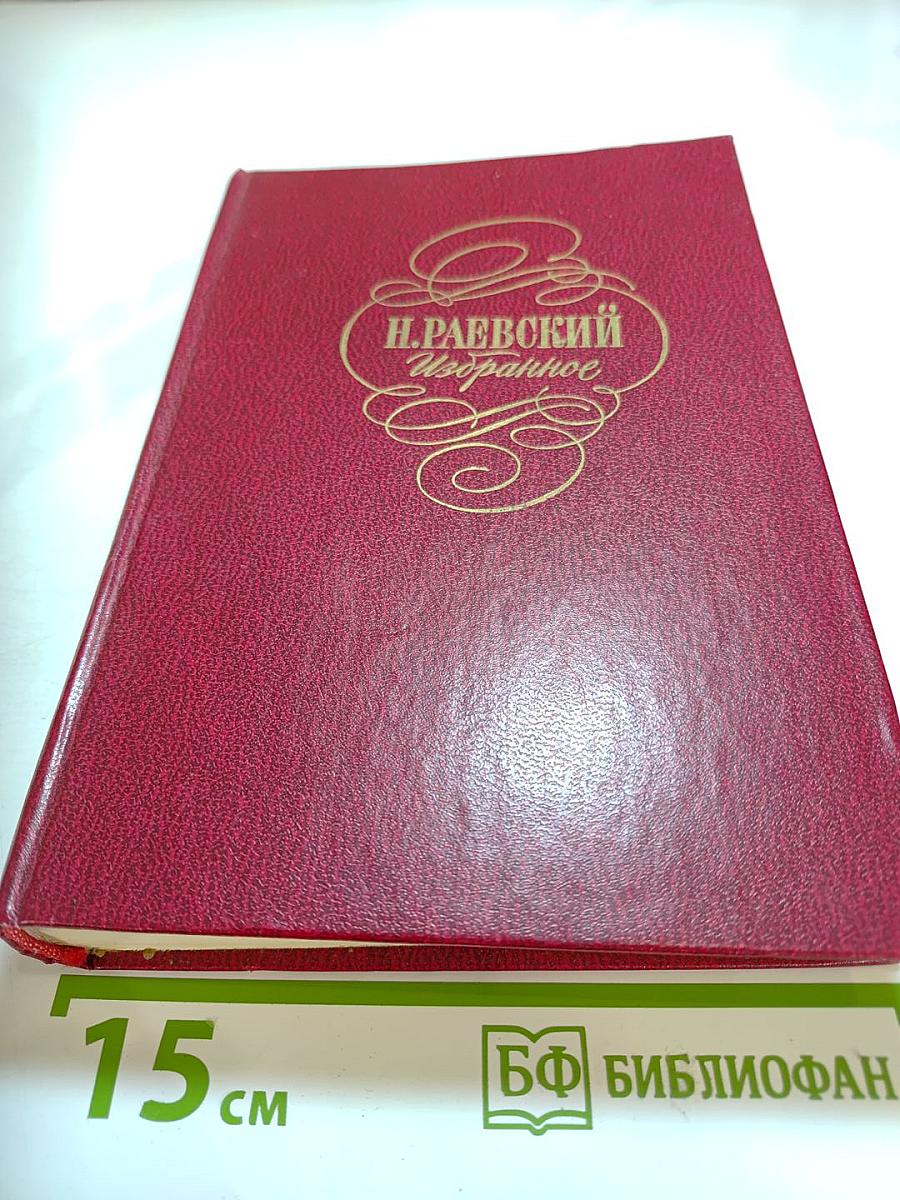 Н.РАЕВСКИЙ
Избранное
15 см
БФ БИБЛИОФАН